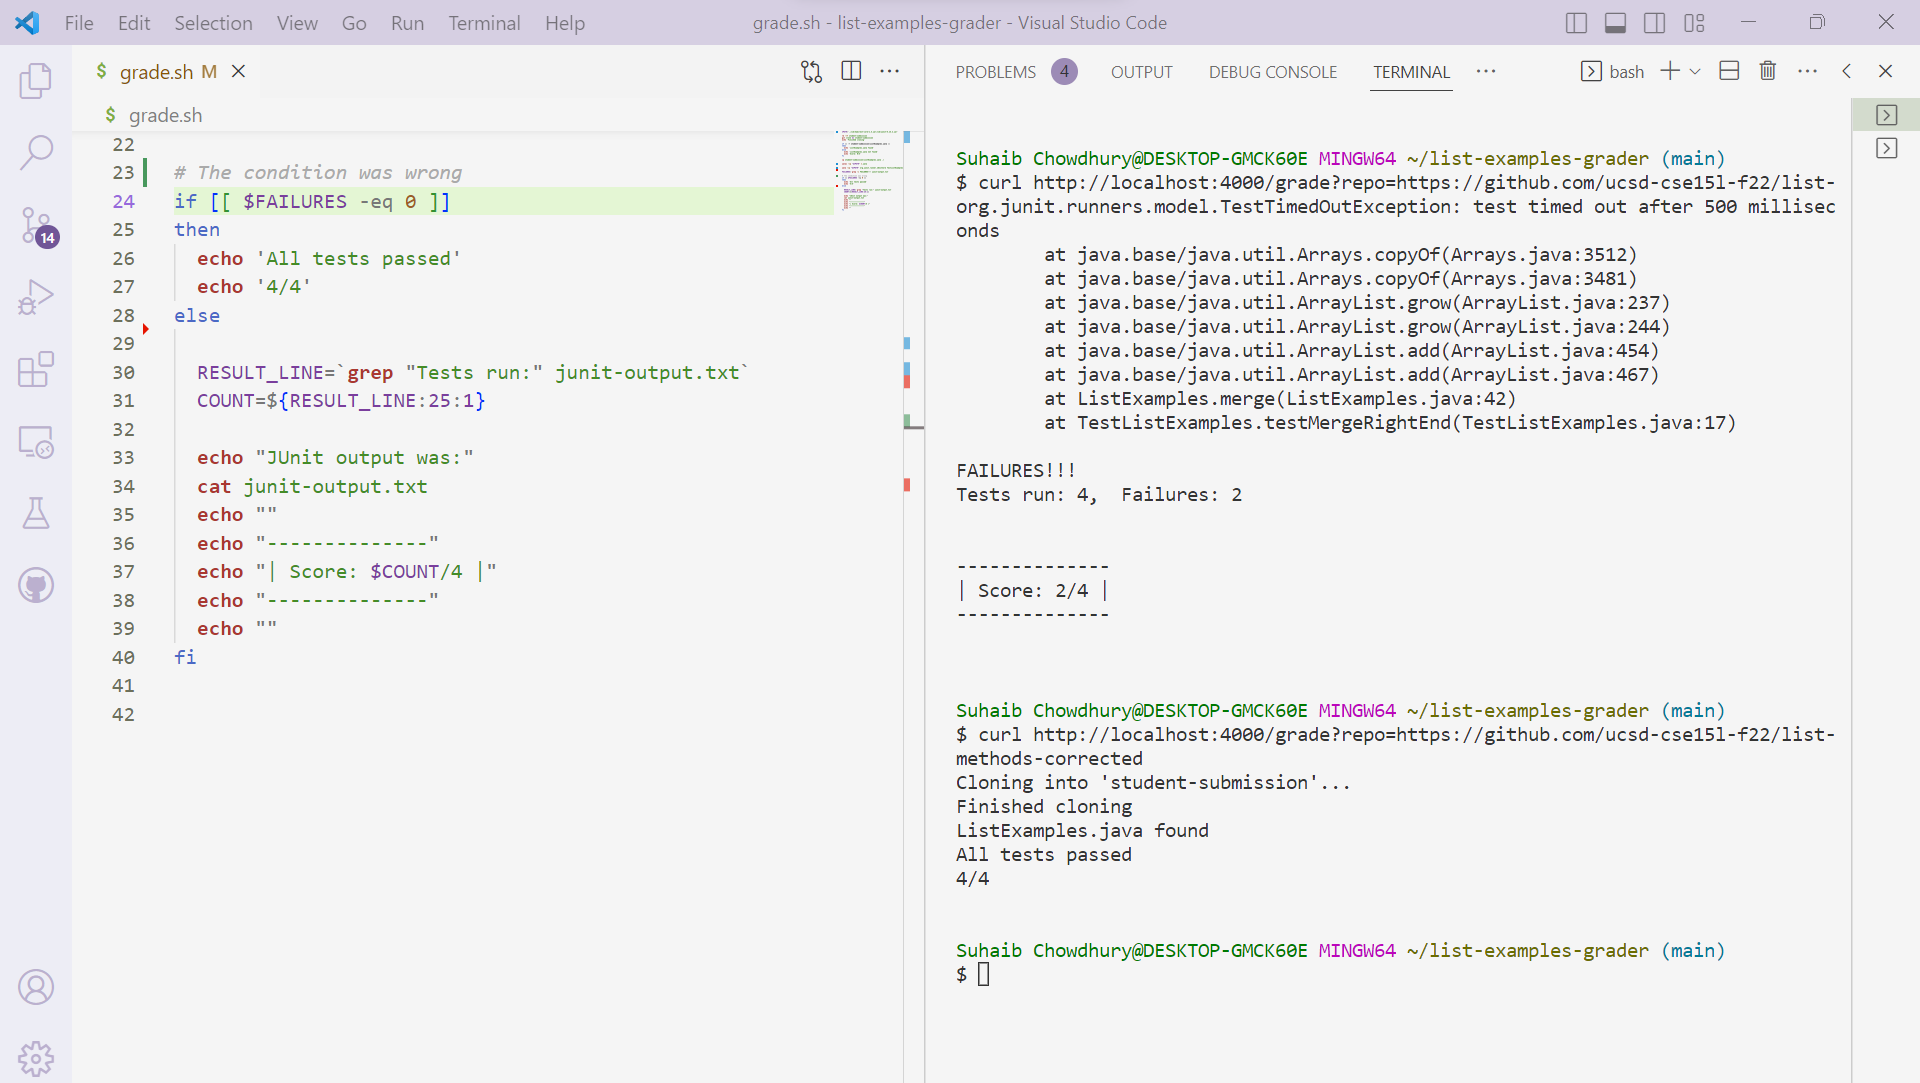 File Edit Selection View Go Run Terminal Help
grade.sh - list-examples-grader - Visual Studio Code
$ grade.sh M
$ grade.sh
14
22
23 # The condition was wrong
24 if [[ $FAILURES -eq 0 ]]
25 then
26 echo 'All tests passed'
27 echo '4/4'
28 else
29
30 RESULT_LINE=`grep "Tests run:" junit-output.txt`
31 COUNT=${RESULT_LINE:25:1}
32
33 echo "JUnit output was:"
34 cat junit-output.txt
35 echo ""
36 echo "--------------"
37 echo "| Score: $COUNT/4 |"
38 echo "--------------"
39 echo ""
40 fi
41
42
PROBLEMS 4 OUTPUT DEBUG CONSOLE TERMINAL ··· bash
Suhaib Chowdhury@DESKTOP-GMCK60E MINGW64 ~/list-examples-grader (main)
$ curl http://localhost:4000/grade?repo=https://github.com/ucsd-cse15l-f22/list-
org.junit.runners.model.TestTimedOutException: test timed out after 500 millisec
onds
at java.base/java.util.Arrays.copyOf(Arrays.java:3512)
at java.base/java.util.Arrays.copyOf(Arrays.java:3481)
at java.base/java.util.ArrayList.grow(ArrayList.java:237)
at java.base/java.util.ArrayList.grow(ArrayList.java:244)
at java.base/java.util.ArrayList.add(ArrayList.java:454)
at java.base/java.util.ArrayList.add(ArrayList.java:467)
at ListExamples.merge(ListExamples.java:42)
at TestListExamples.testMergeRightEnd(TestListExamples.java:17)
FAILURES!!!
Tests run: 4,  Failures: 2
--------------
| Score: 2/4 |
--------------
Suhaib Chowdhury@DESKTOP-GMCK60E MINGW64 ~/list-examples-grader (main)
$ curl http://localhost:4000/grade?repo=https://github.com/ucsd-cse15l-f22/list-
methods-corrected
Cloning into 'student-submission'...
Finished cloning
ListExamples.java found
All tests passed
4/4
Suhaib Chowdhury@DESKTOP-GMCK60E MINGW64 ~/list-examples-grader (main)
$